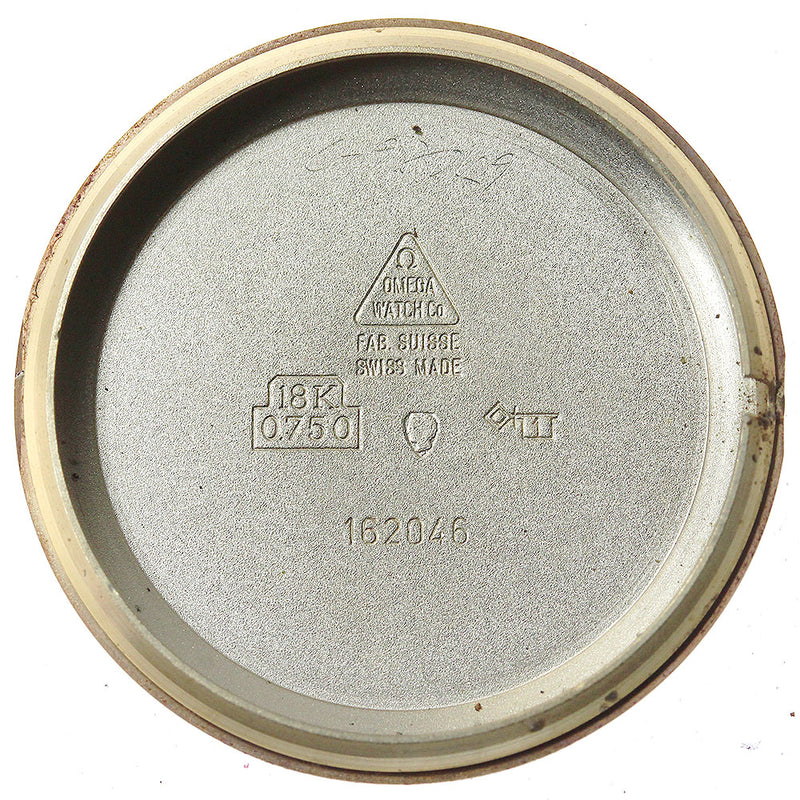 Ω
OMEGA
WATCH Co
FAB. SUISSE
SWISS MADE
18K
0.750
162046